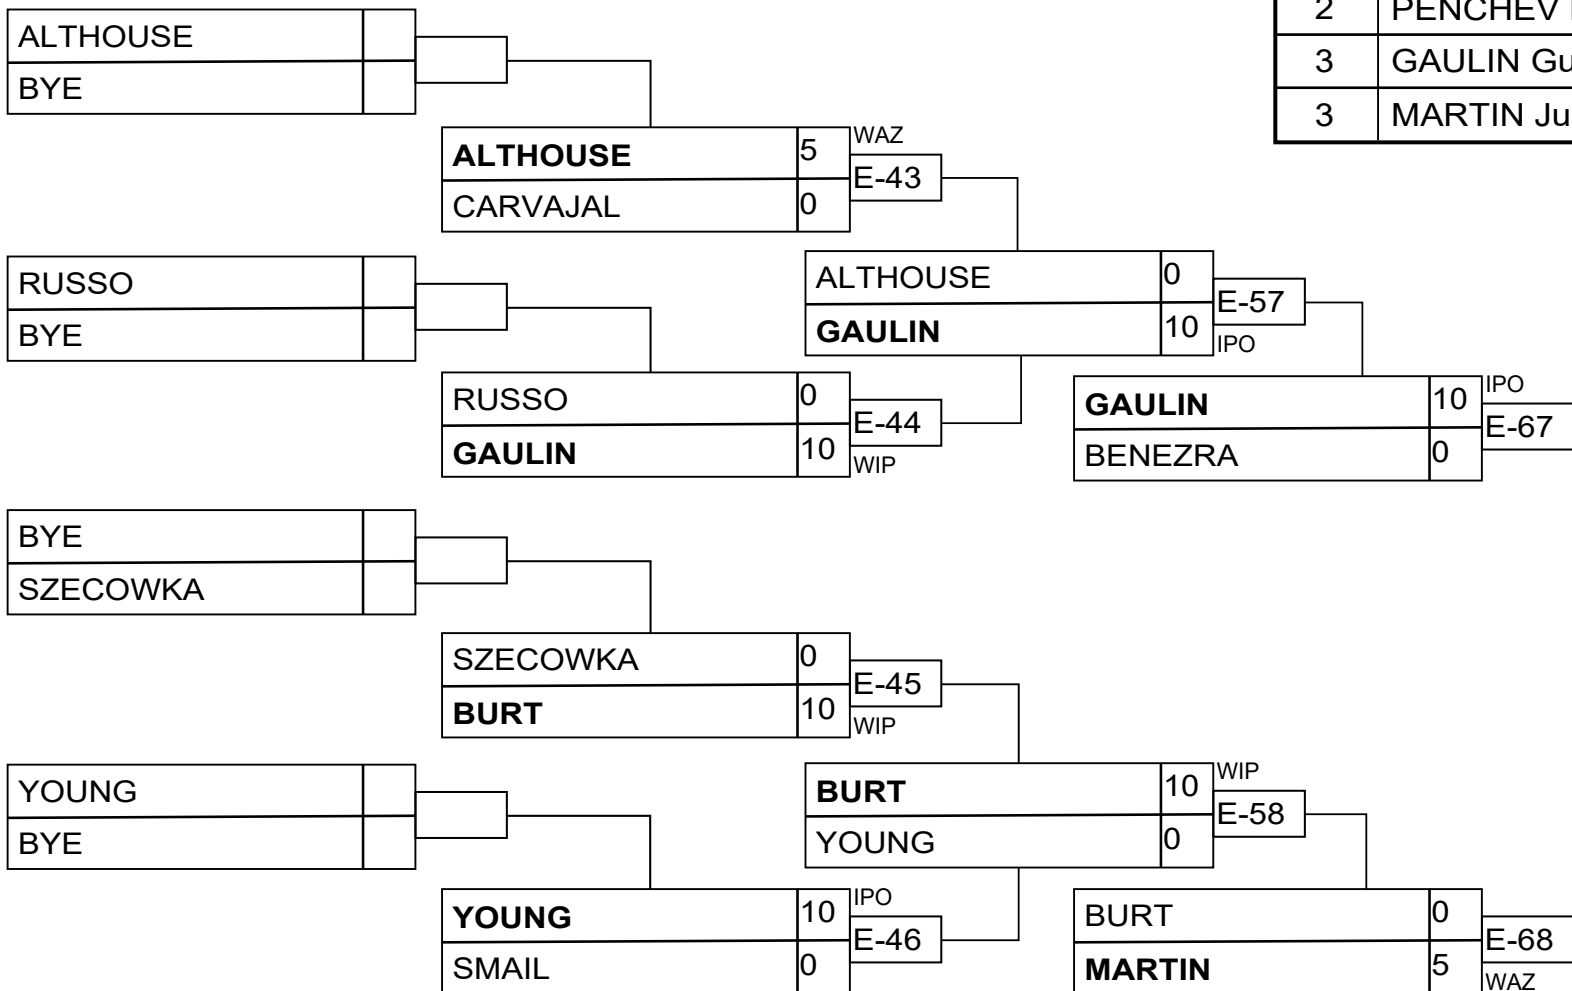 2 PENCHEV
3 GAULIN Gu
3 MARTIN Ju
ALTHOUSE
BYE
ALTHOUSE 5 WAZ
E-43
CARVAJAL 0
RUSSO
BYE
RUSSO 0
E-44
GAULIN 10 WIP
ALTHOUSE 0
E-57
GAULIN 10 IPO
GAULIN 10 IPO
E-67
BENEZRA 0
BYE
SZECOWKA
SZECOWKA 0
E-45
BURT 10 WIP
YOUNG
BYE
YOUNG 10 IPO
E-46
SMAIL 0
BURT 10 WIP
E-58
YOUNG 0
BURT 0
E-68
MARTIN 5 WAZ